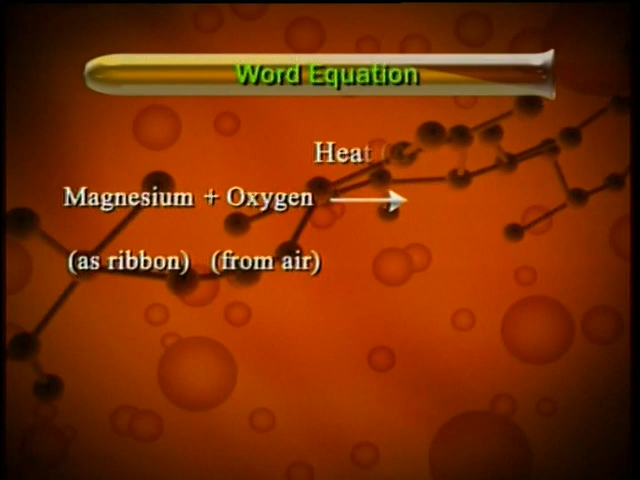 Word Equation
Heat
Magnesium + Oxygen
(as ribbon) (from air)